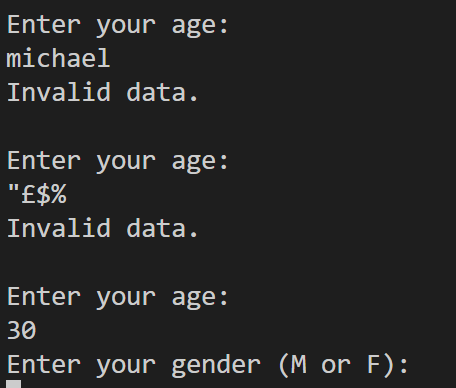 Enter your age:
michael
Invalid data.
Enter your age:
"£$%
Invalid data.
Enter your age:
30
Enter your gender (M or F):